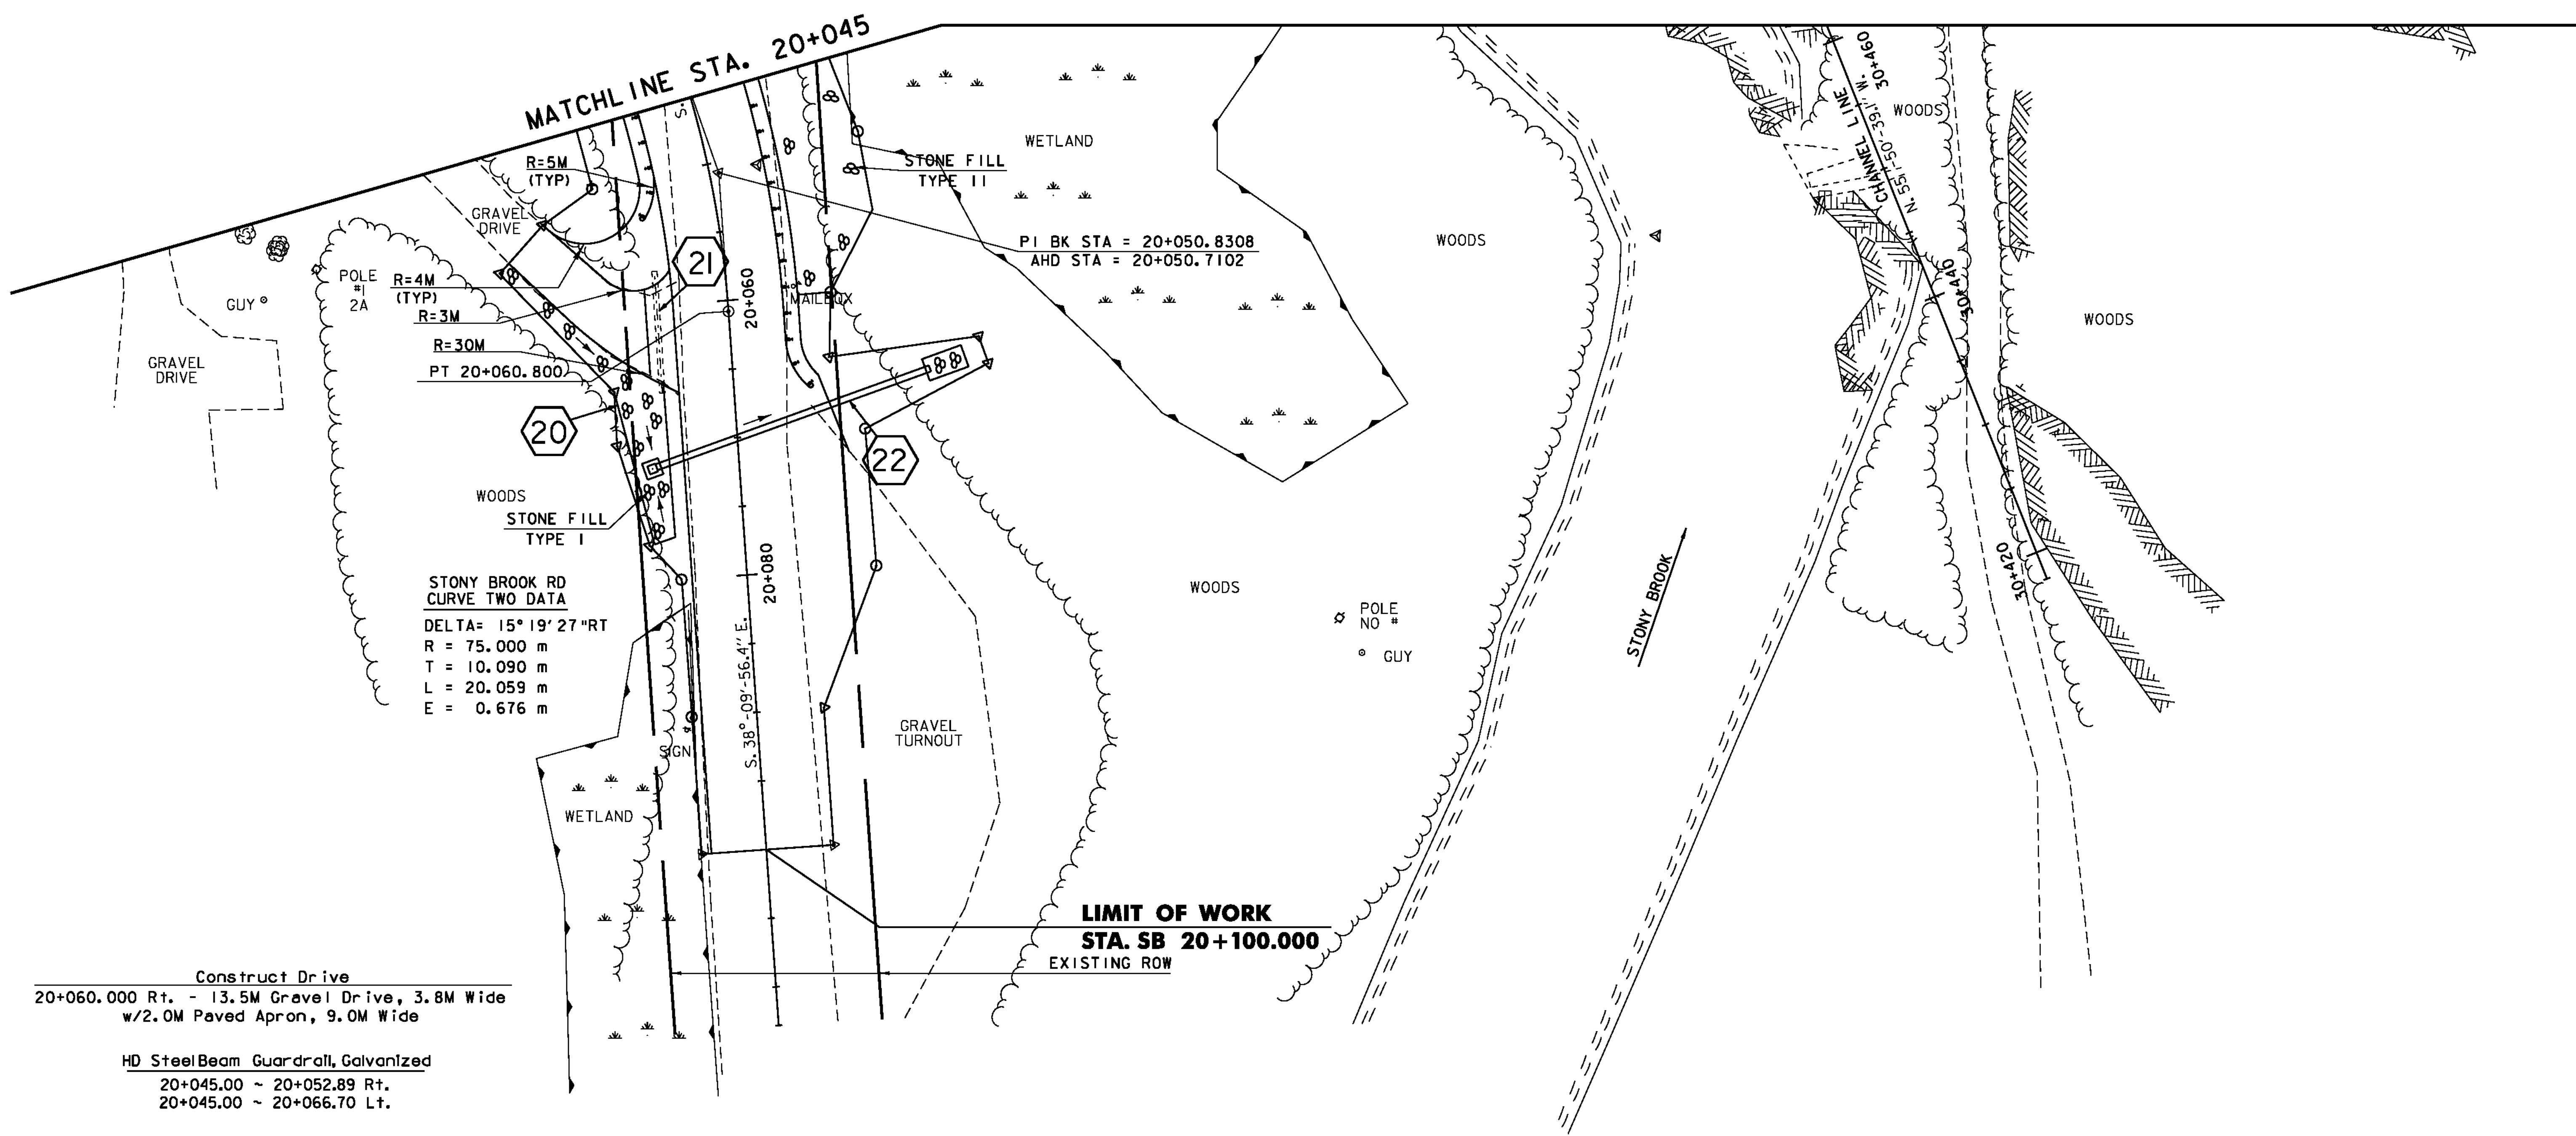 MATCHLINE STA. 20+045
R=5M
(TYP)
GRAVEL
DRIVE
STONE FILL
TYPE II
WETLAND
WOODS
CHANNEL LINE
30+460
WOODS
PI BK STA = 20+050.8308
AHD STA = 20+050.7102
WOODS
30+440
WOODS
POLE
#1
2A
GUY
R=4M
(TYP)
R=3M
R=30M
PT 20+060.800
21
20+060
MAILBOX
GRAVEL
DRIVE
20
22
WOODS
STONE FILL
TYPE I
20+080
30+420
STONY BROOK RD
CURVE TWO DATA
DELTA= 15°19'27"RT
R = 75.000 m
T = 10.090 m
L = 20.059 m
E = 0.676 m
S. 38°-09'-56.4" E.
WOODS
POLE
NO #
GUY
STONY BROOK
GRAVEL
TURNOUT
SIGN
WETLAND
LIMIT OF WORK
STA. SB 20+100.000
EXISTING ROW
Construct Drive
20+060.000 Rt. - 13.5M Gravel Drive, 3.8M Wide
w/2.0M Paved Apron, 9.0M Wide
HD Steel Beam Guardrail, Galvanized
20+045.00 ~ 20+052.89 Rt.
20+045.00 ~ 20+066.70 Lt.